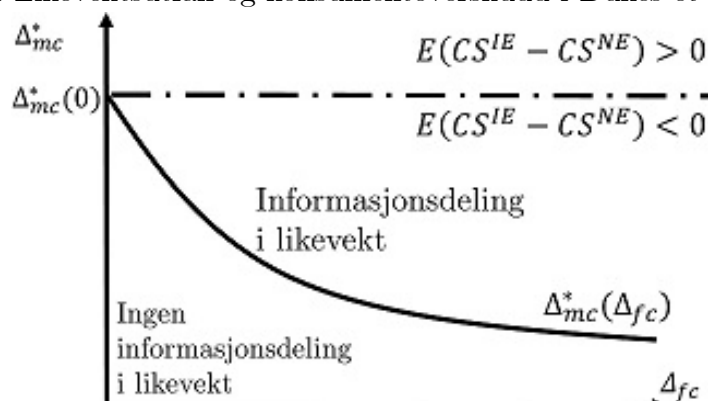 Δ*mc
E(CS^IE − CS^NE) > 0
Δ*mc(0)
E(CS^IE − CS^NE) < 0
Informasjonsdeling
i likevekt
Δ*mc(Δfc)
Ingen
informasjonsdeling
i likevekt
Δfc